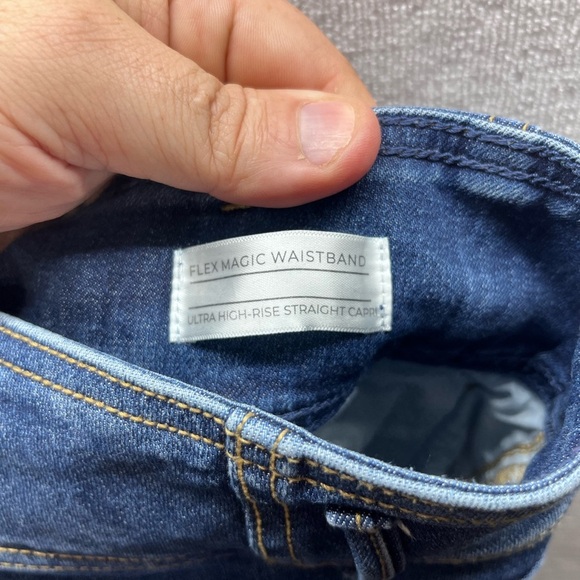 FLEX MAGIC WAISTBAND
ULTRA HIGH-RISE STRAIGHT CAPRI